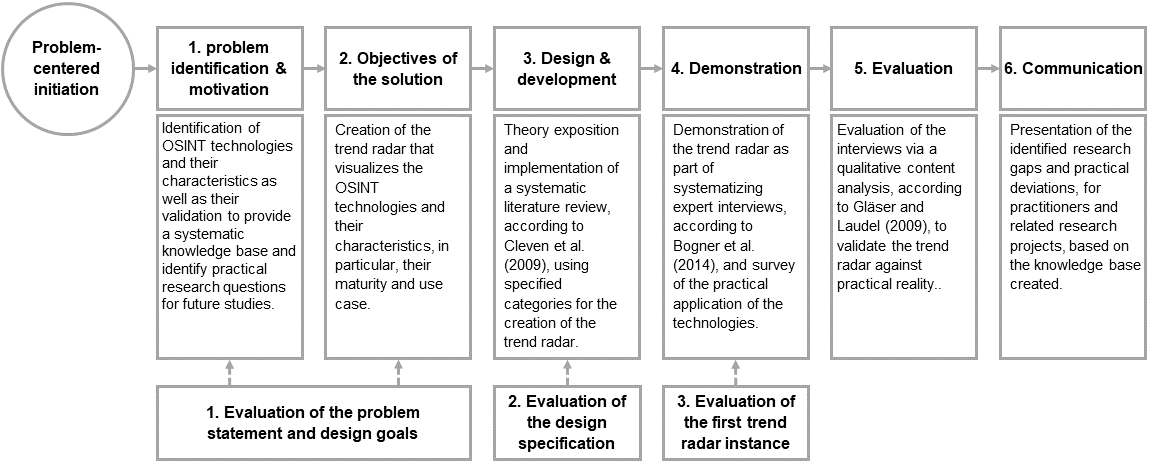 Problem-
centered
initiation
1. problem
identification &
motivation
2. Objectives of
the solution
3. Design &
development
4. Demonstration
5. Evaluation
6. Communication
Identification of
OSINT technologies
and their
characteristics as
well as their
validation to provide
a systematic
knowledge base and
identify practical
research questions
for future studies.
Creation of the
trend radar that
visualizes the
OSINT
technologies and
their
characteristics, in
particular, their
maturity and use
case.
Theory exposition
and
implementation of
a systematic
literature review,
according to
Cleven et al.
(2009), using
specified
categories for the
creation of the
trend radar.
Demonstration of
the trend radar as
part of
systematizing
expert interviews,
according to
Bogner et al.
(2014), and survey
of the practical
application of the
technologies.
Evaluation of the
interviews via a
qualitative content
analysis, according
to Gläser and
Laudel (2009), to
validate the trend
radar against
practical reality..
Presentation of the
identified research
gaps and practical
deviations, for
practitioners and
related research
projects, based on
the knowledge base
created.
1. Evaluation of the problem
statement and design goals
2. Evaluation of
the design
specification
3. Evaluation of
the first trend
radar instance